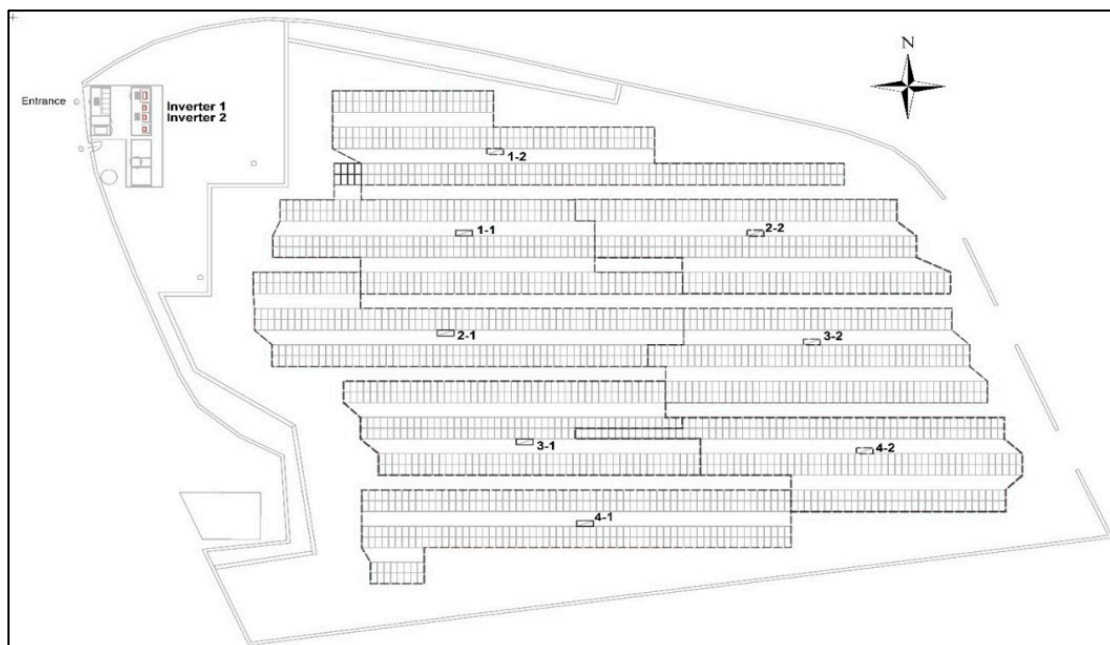 N
Entrance
Inverter 1
Inverter 2
1-2
1-1
2-2
2-1
3-2
3-1
4-2
4-1